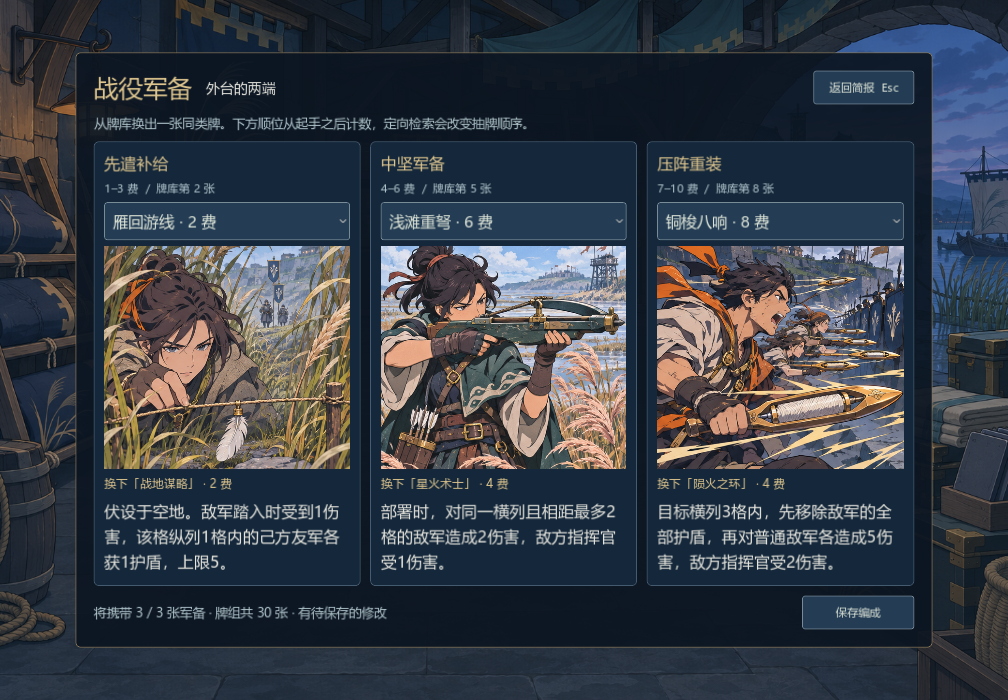 战役军备 外台的两端
返回简报 Esc
从牌库换出一张同类牌。下方顺位从起手之后计数，定向检索会改变抽牌顺序。
先遣补给
1–3 费 / 牌库第 2 张
雁回游线 · 2 费
换下「战地谋略」 · 2 费
伏设于空地。敌军踏入时受到1伤
害，该格纵列1格内的己方友军各
获1护盾，上限5。
中坚军备
4–6 费 / 牌库第 5 张
浅滩重弩 · 6 费
换下「星火术士」 · 4 费
部署时，对同一横列且相距最多2
格的敌军造成2伤害，敌方指挥官
受1伤害。
压阵重装
7–10 费 / 牌库第 8 张
铜梭八响 · 8 费
换下「陨火之环」 · 4 费
目标横列3格内，先移除敌军的全
部护盾，再对普通敌军各造成5伤
害，敌方指挥官受2伤害。
将携带 3 / 3 张军备 · 牌组共 30 张 · 有待保存的修改
保存编成